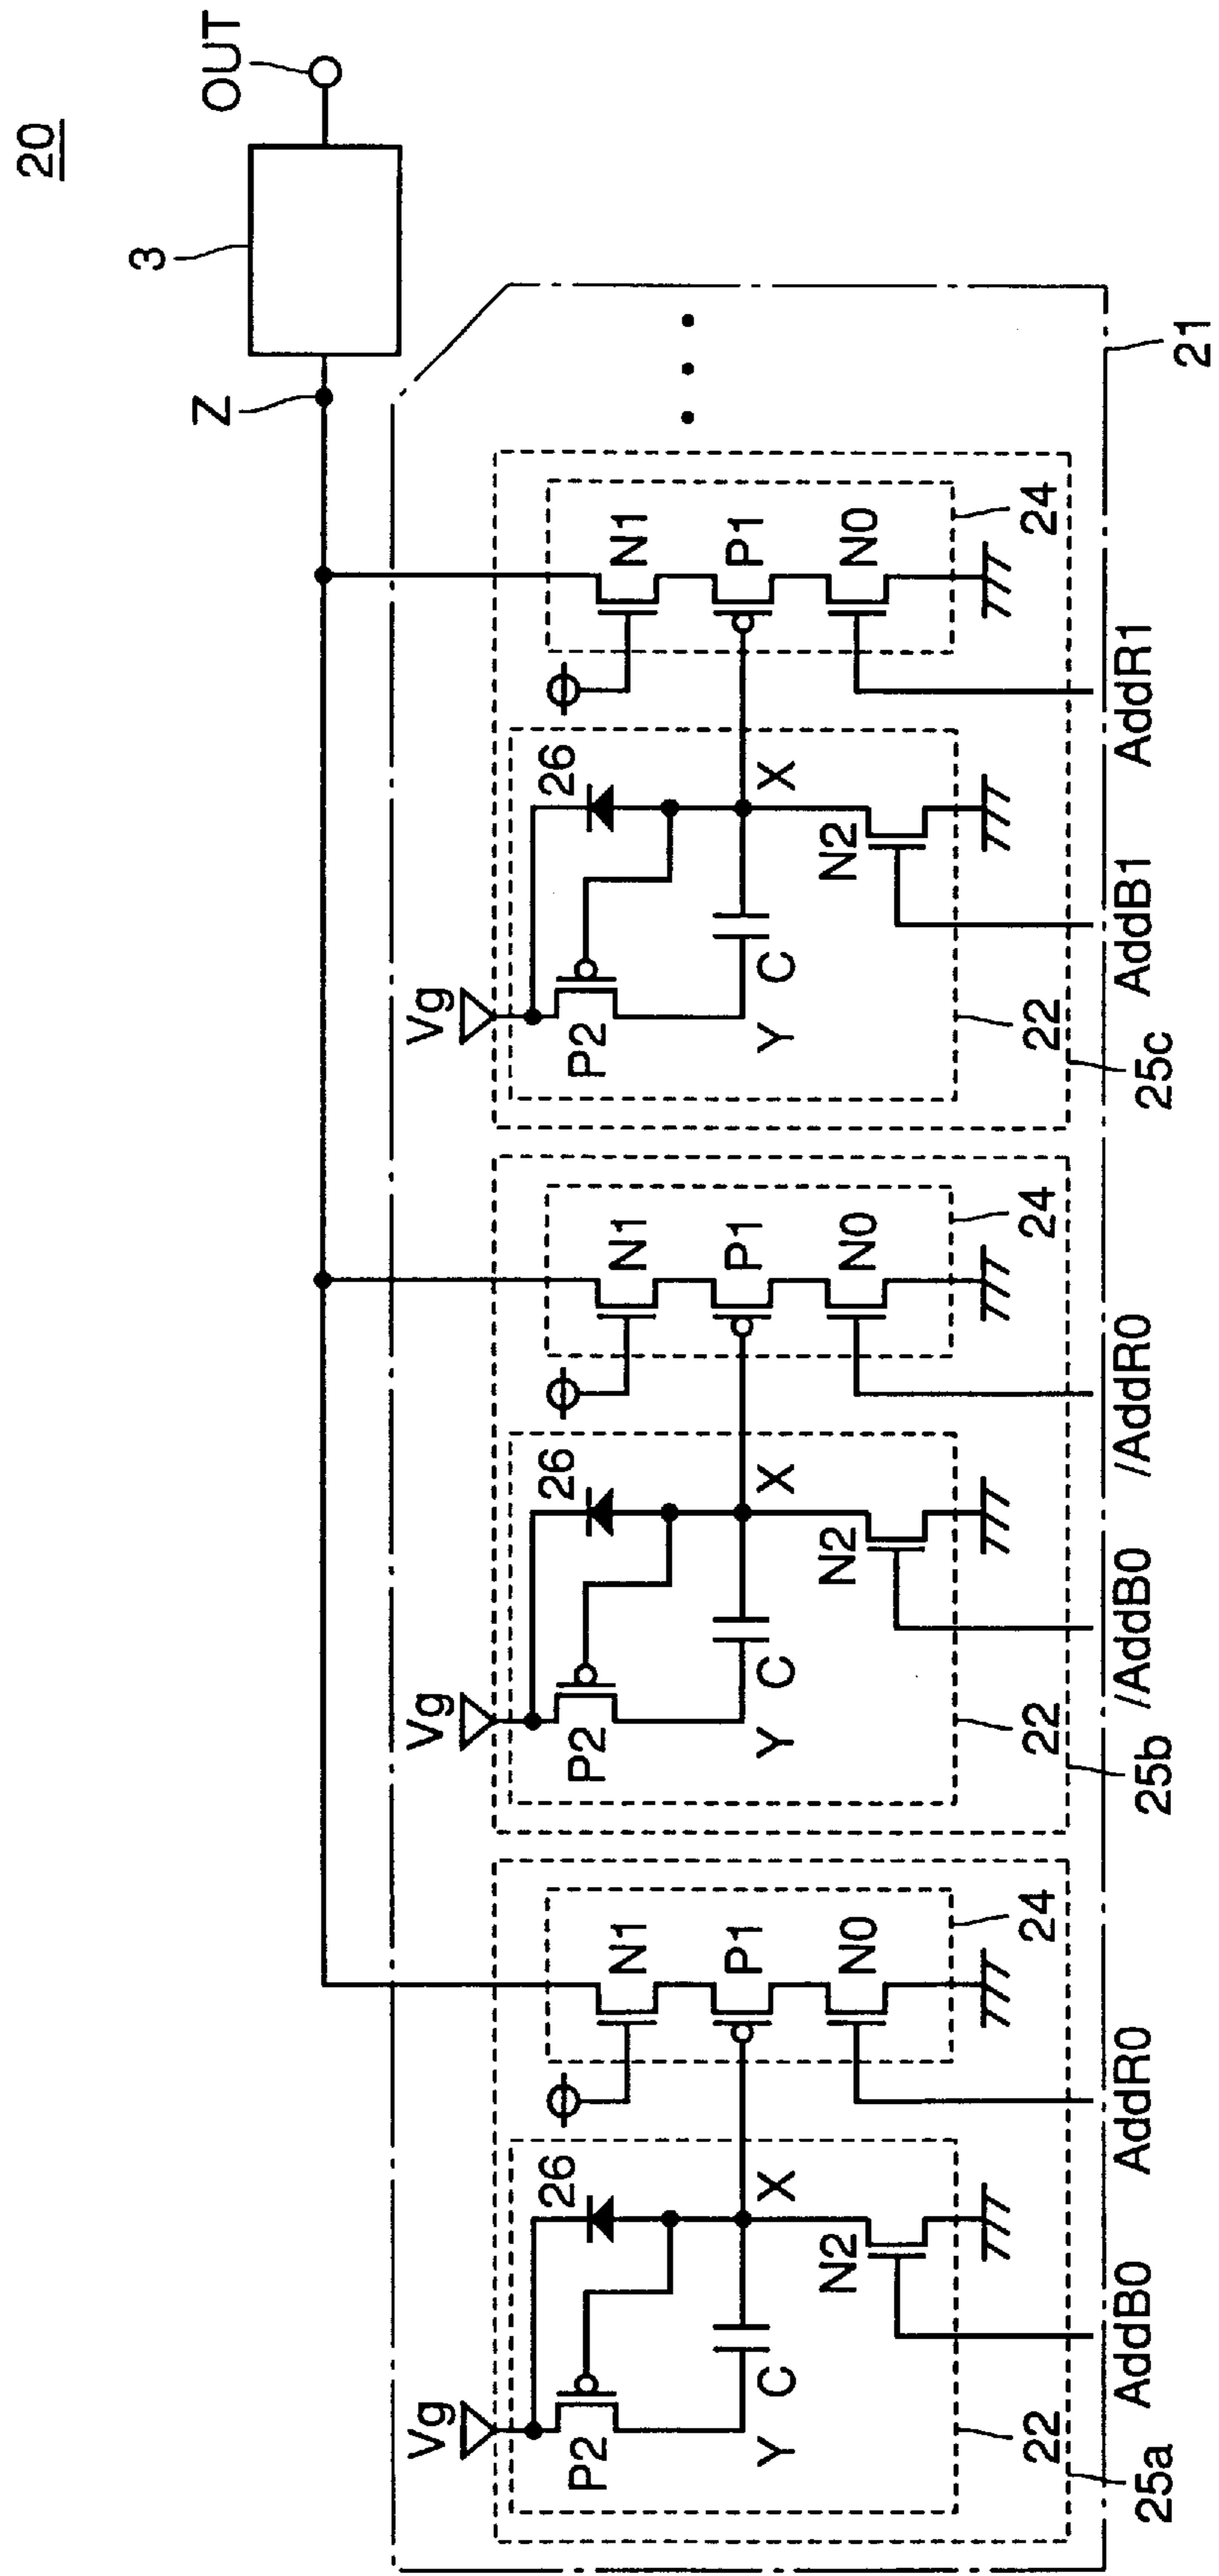 20
OUT
3
Z
Vg
26
P2
C
Y
X
N2
N1
P1
N0
22
24
25a
AddB0
AddR0
Vg
26
P2
C
Y
X
N2
N1
P1
N0
22
24
25b
/AddB0
/AddR0
Vg
26
P2
C
Y
X
N2
N1
P1
N0
22
24
25c
AddB1
AddR1
21